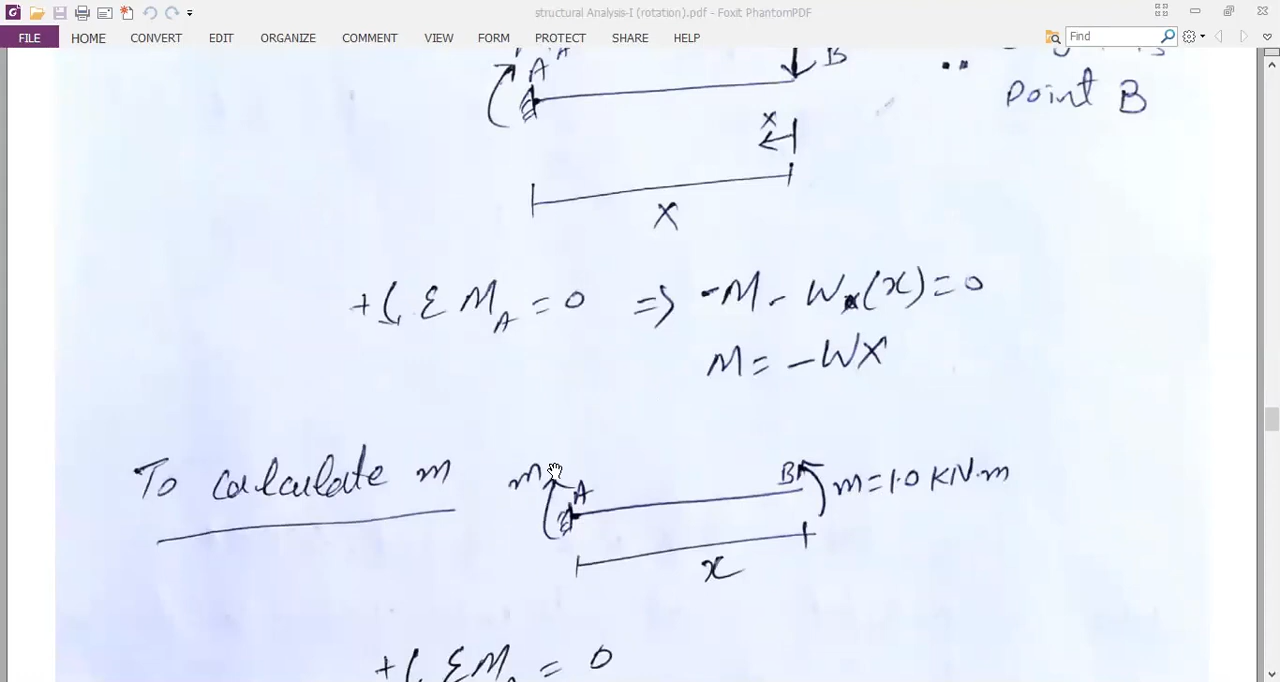 structural Analysis-I (rotation).pdf - Foxit PhantomPDF
FILE HOME CONVERT EDIT ORGANIZE COMMENT VIEW FORM PROTECT SHARE HELP
Find
A B
point B
x
X
+ ΣM_A = 0 => -M - W(x) = 0
M = -WX
To calculate m
m A B m = 1.0 KN.m
x
+ ΣM = 0